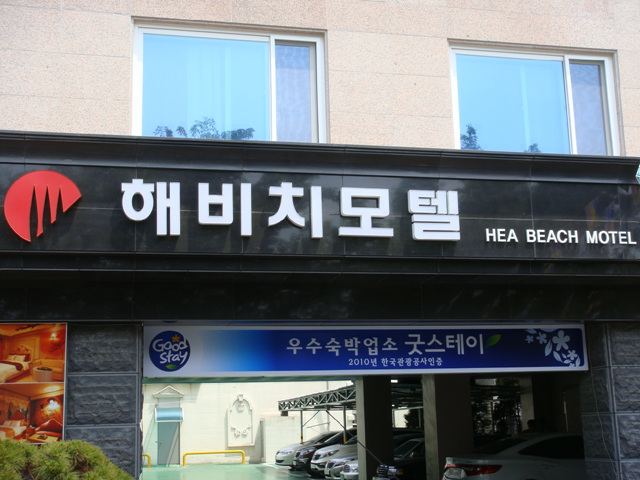 해비치모텔
HEA BEACH MOTEL
Good stay
우수숙박업소 굿스테이
2010년 한국관광공사인증